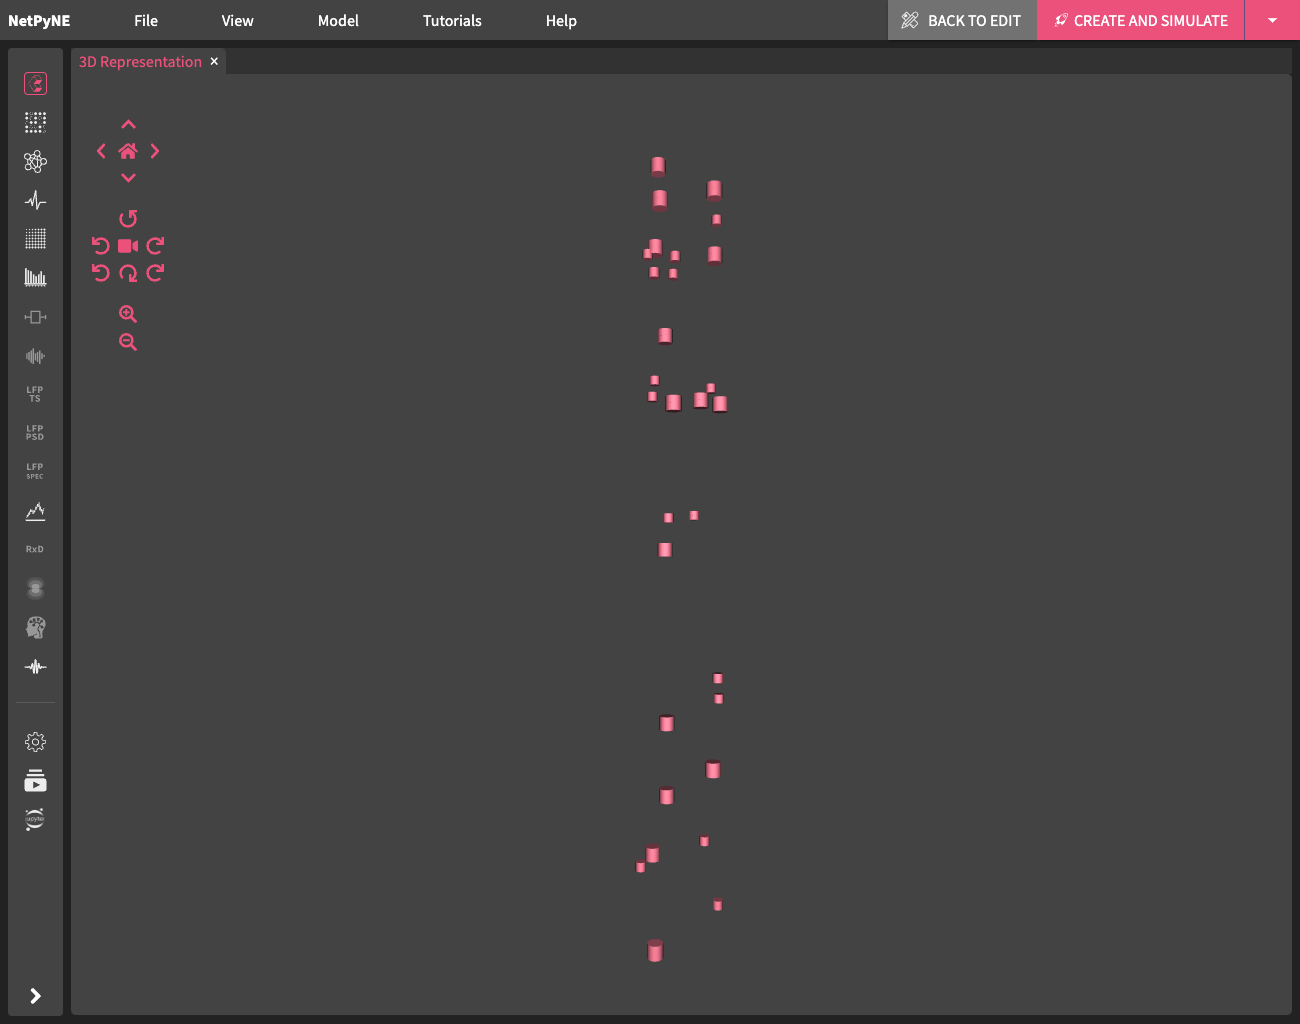 NetPyNE File View Model Tutorials Help BACK TO EDIT CREATE AND SIMULATE
3D Representation ×
LFP
TS
LFP
PSD
LFP
SPEC
RxD
jupyter